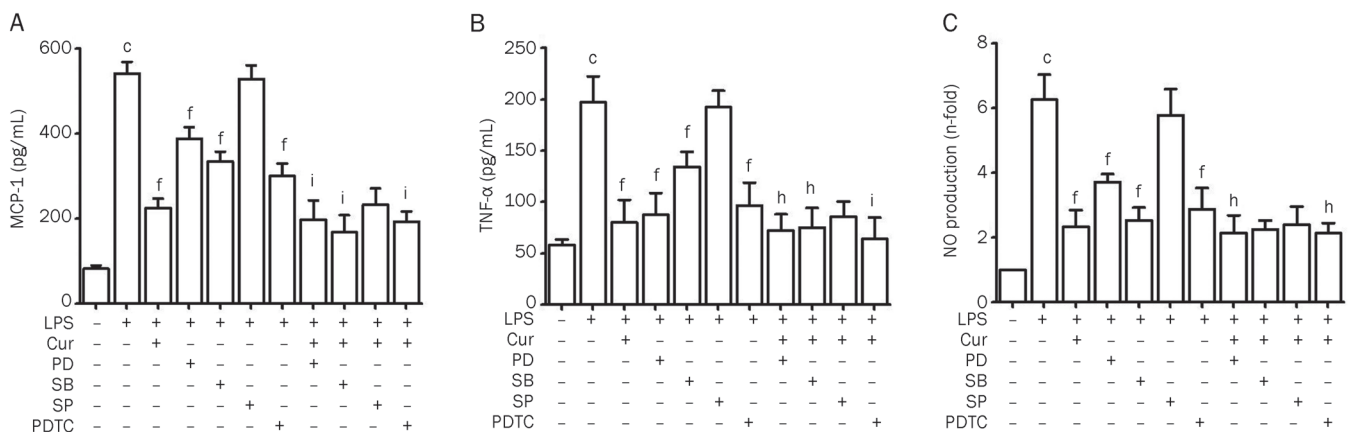 A
MCP-1 (pg/mL)
600
400
200
0
c
f
f
f
f
i
i
i
LPS – + + + + + + + + + +
Cur – – + – – – – + + + +
PD – – – + – – – + – – –
SB – – – – + – – – + – –
SP – – – – – + – – – + –
PDTC – – – – – – + – – – +
B
TNF-α (pg/mL)
250
200
150
100
50
0
c
f
f
f
f
h
h
i
LPS – + + + + + + + + + +
Cur – – + – – – – + + + +
PD – – – + – – – + – – –
SB – – – – + – – – + – –
SP – – – – – + – – – + –
PDTC – – – – – – + – – – +
C
NO production (n-fold)
8
6
4
2
0
c
f
f
f
f
h
h
LPS – + + + + + + + + + +
Cur – – + – – – – + + + +
PD – – – + – – – + – – –
SB – – – – + – – – + – –
SP – – – – – + – – – + –
PDTC – – – – – – + – – – +